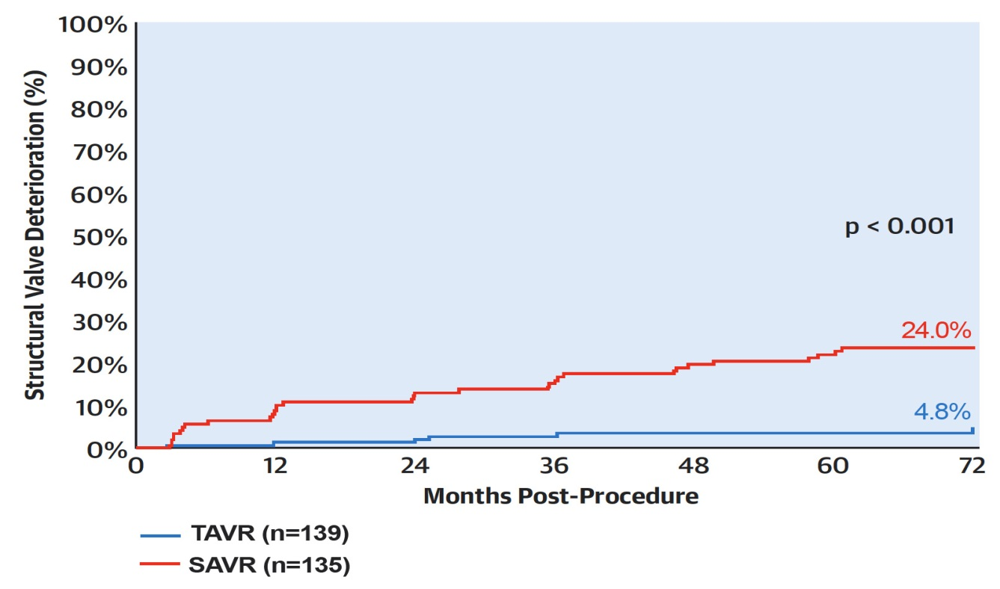 100%
90%
80%
70%
60%
50%
40%
30%
20%
10%
0%
Structural Valve Deterioration (%)
p < 0.001
24.0%
4.8%
0 12 24 36 48 60 72
Months Post-Procedure
TAVR (n=139)
SAVR (n=135)